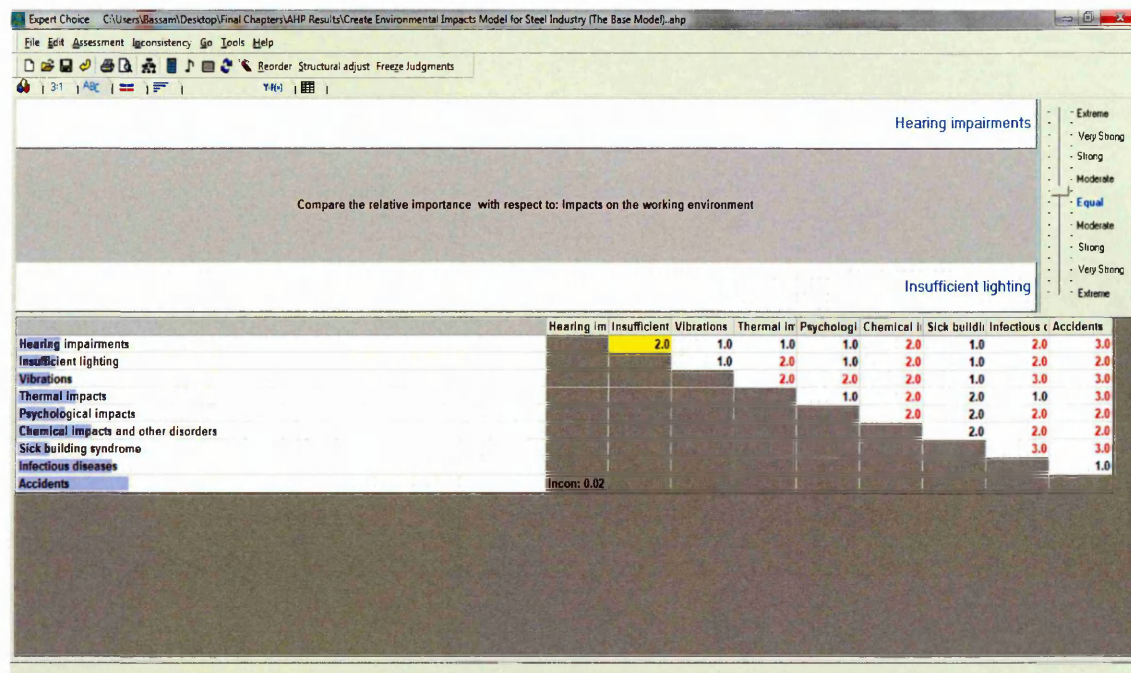 Expert Choice C:\Users\Bassam\Desktop\Final Chapters\AHP Results\Create Environmental Impacts Model for Steel Industry (The Base Model)..ahp
File Edit Assessment Inconsistency Go Tools Help
Reorder Structural adjust Freeze Judgments
3:1 ABC Y=f(x)
Hearing impairments
Compare the relative importance with respect to: Impacts on the working environment
Insufficient lighting
Extreme
Very Strong
Strong
Moderate
Equal
Moderate
Strong
Very Strong
Extreme
Hearing im Insufficient Vibrations Thermal im Psychologi Chemical i Sick buildi Infectious c Accidents
Hearing impairments 2.0 1.0 1.0 1.0 2.0 1.0 2.0 3.0
Insufficient lighting 1.0 2.0 1.0 2.0 1.0 2.0 2.0
Vibrations 2.0 2.0 2.0 1.0 3.0 3.0
Thermal impacts 1.0 2.0 2.0 1.0 3.0
Psychological impacts 2.0 2.0 2.0 2.0
Chemical impacts and other disorders 2.0 2.0 2.0
Sick building syndrome 3.0 3.0
Infectious diseases 1.0
Accidents Incon: 0.02